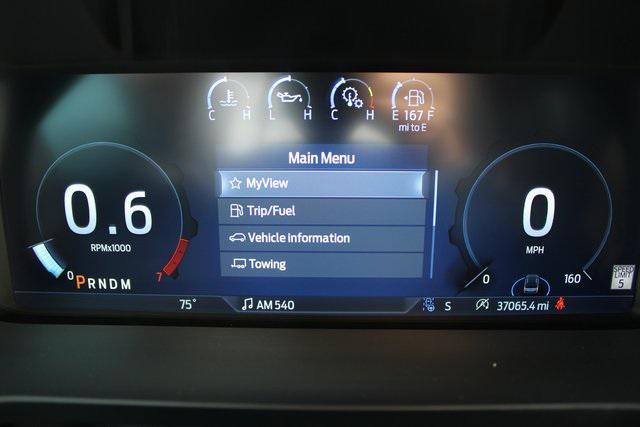 C H L H C H E 167 F
mi to E
Main Menu
MyView
Trip/Fuel
Vehicle information
Towing
0.6
RPMx1000
0 7
PRNDM
0
MPH
0 160
SPEED
LIMIT
5
75° AM 540 S 37065.4 mi